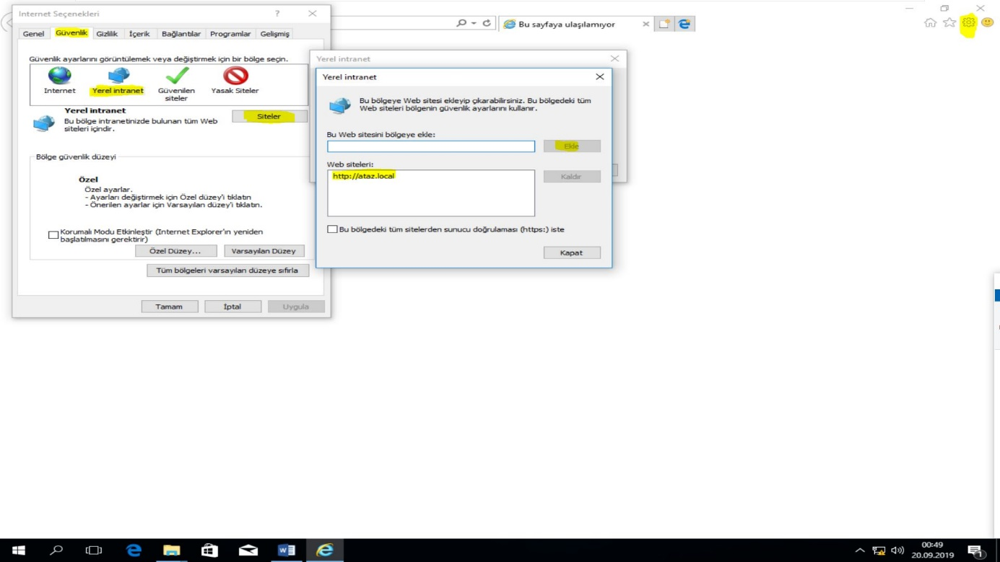 Internet Seçenekleri
?
Genel Güvenlik Gizlilik İçerik Bağlantılar Programlar Gelişmiş
Güvenlik ayarlarını görüntülemek veya değiştirmek için bir bölge seçin.
Internet
Yerel intranet
Güvenilen
siteler
Yasak Siteler
Yerel intranet
Bu bölge intranetinizde bulunan tüm Web
siteleri içindir.
Siteler
Bölge güvenlik düzeyi
Özel
Özel ayarlar.
- Ayarları değiştirmek için Özel düzey'i tıklatın
- Önerilen ayarlar için Varsayılan düzey'i tıklatın.
Korumalı Modu Etkinleştir (Internet Explorer'ın yeniden
başlatılmasını gerektirir)
Özel Düzey...
Varsayılan Düzey
Tüm bölgeleri varsayılan düzeye sıfırla
Tamam
İptal
Uygula
Bu sayfaya ulaşılamıyor
Yerel intranet
Yerel intranet
Bu bölgeye Web sitesi ekleyip çıkarabilirsiniz. Bu bölgedeki tüm
Web siteleri bölgenin güvenlik ayarlarını kullanır.
Bu Web sitesini bölgeye ekle:
Ekle
Web siteleri:
http://ataz.local
Kaldır
Bu bölgedeki tüm sitelerden sunucu doğrulaması (https:) iste
Kapat
00:49
20.09.2019
1